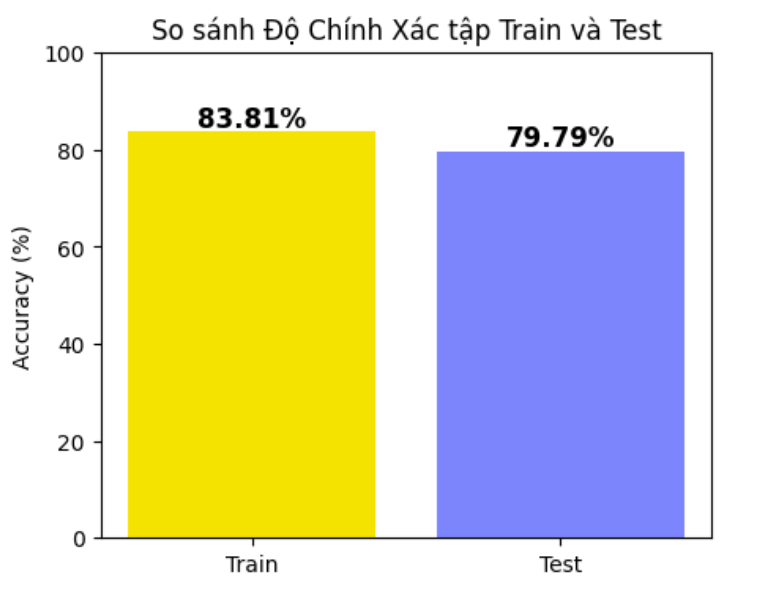 So sánh Độ Chính Xác tập Train và Test
100
80
60
40
20
0
Accuracy (%)
83.81%
79.79%
Train
Test